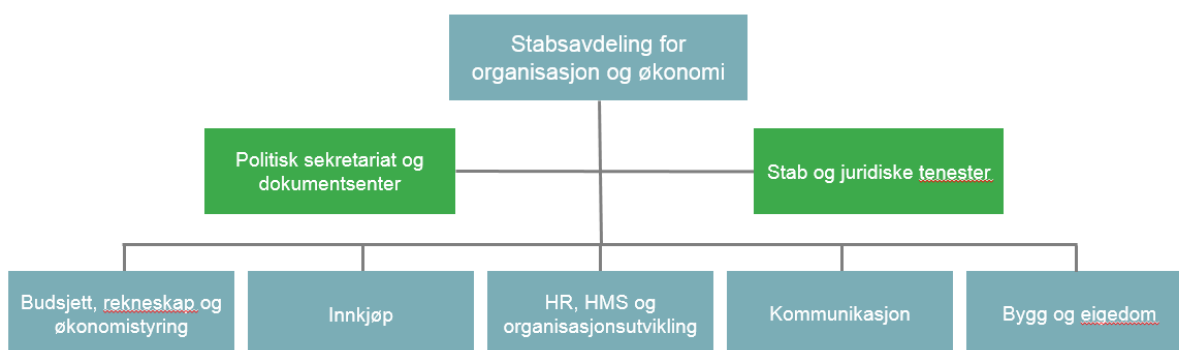 Stabsavdeling for
organisasjon og økonomi
Politisk sekretariat og
dokumentsenter
Stab og juridiske tenester
Budsjett, rekneskap og
økonomistyring
Innkjøp
HR, HMS og
organisasjonsutvikling
Kommunikasjon
Bygg og eigedom